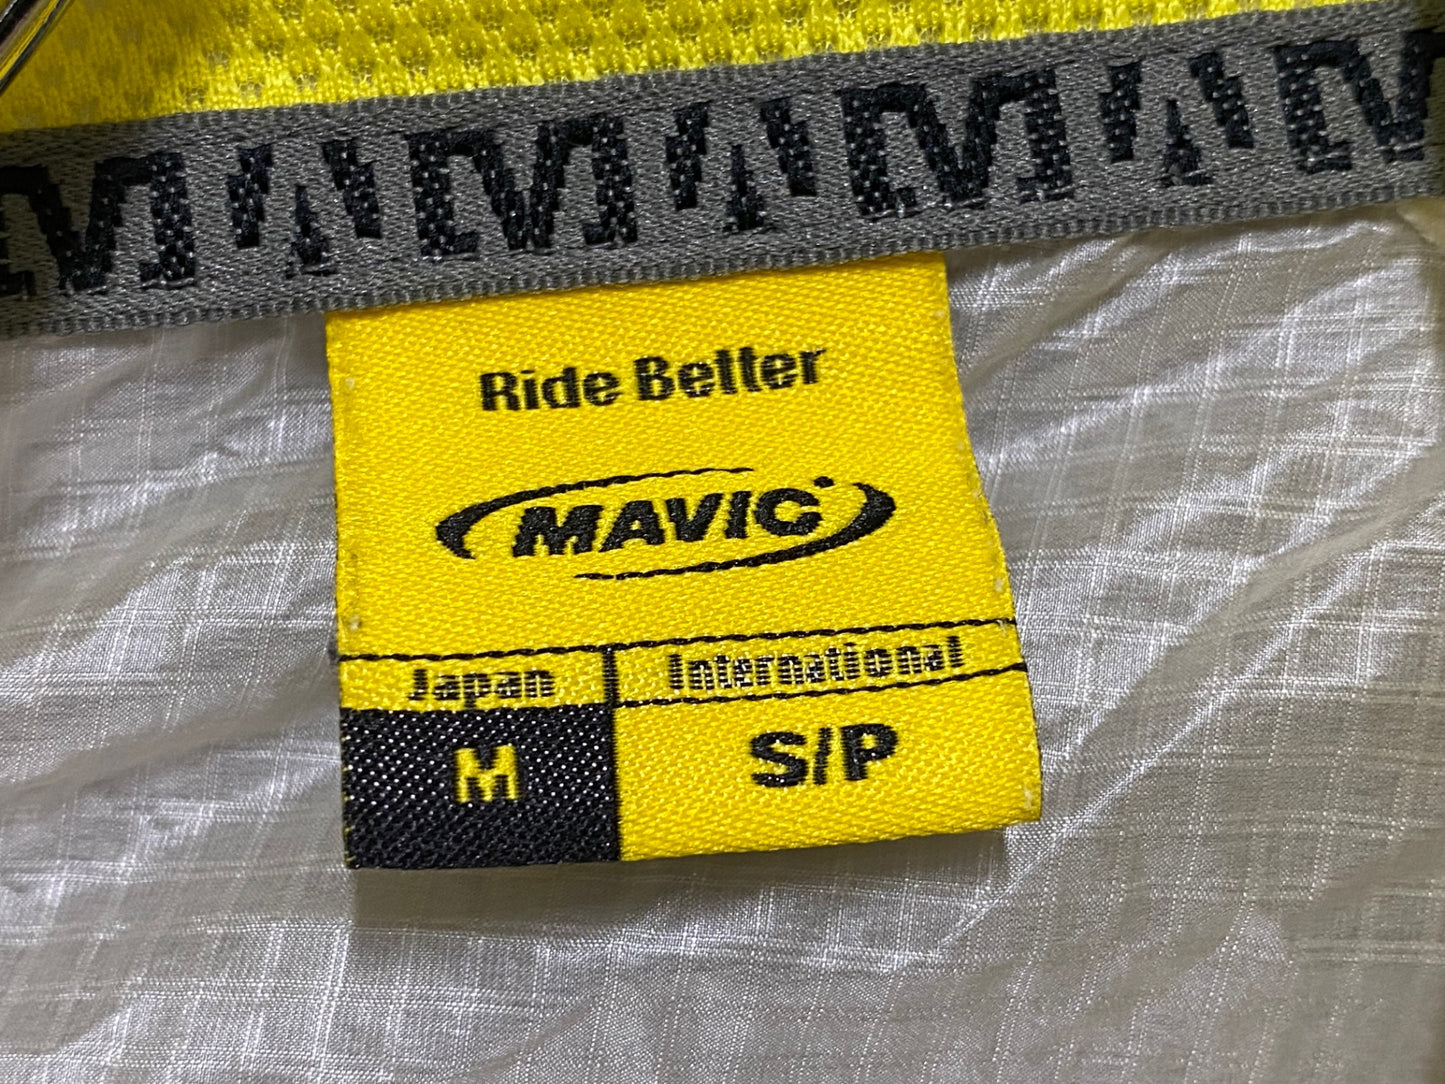 Ride Better
MAVIC
Japan International
M S/P